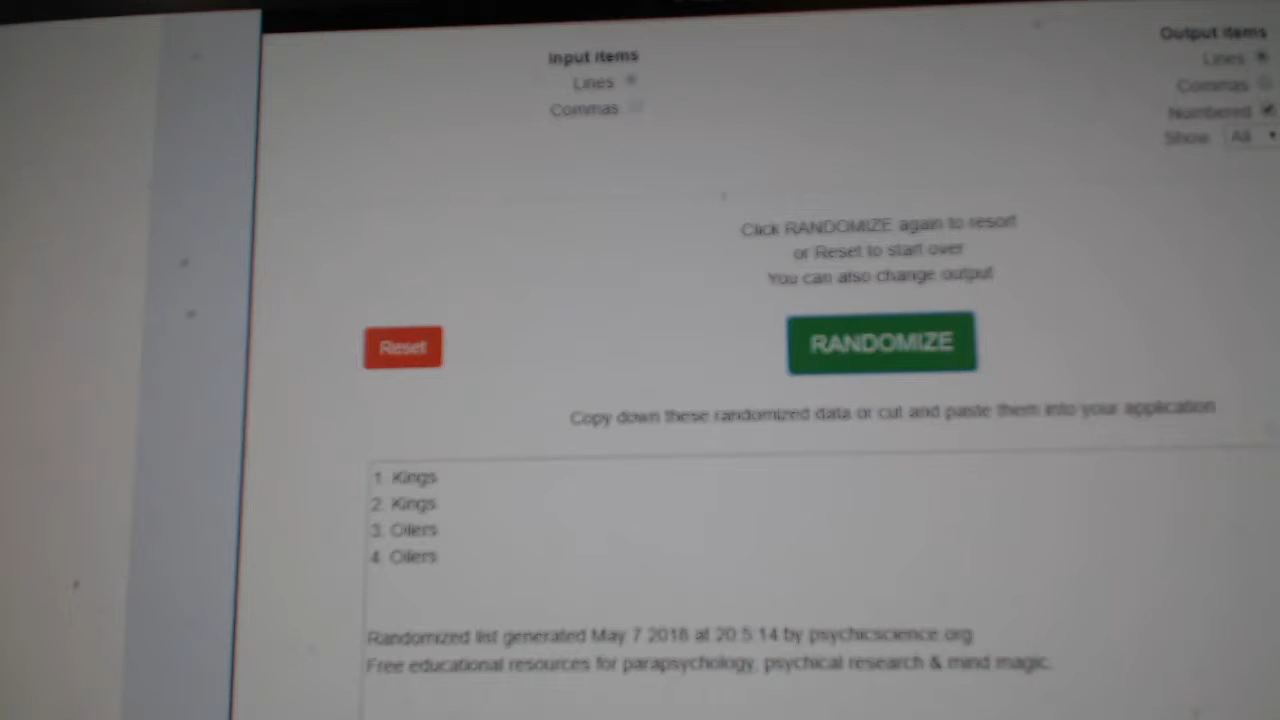 Input items
Lines
Commas
Output items
Lines
Commas
Numbered
Show All
Click RANDOMIZE again to resort
or Reset to start over
You can also change output
Reset
RANDOMIZE
Copy down these randomized data or cut and paste them into your application
1. Kings
2. Kings
3. Oilers
4. Oilers
Randomized list generated May 7 2018 at 20:5:14 by psychicscience.org
Free educational resources for parapsychology, psychical research & mind magic.